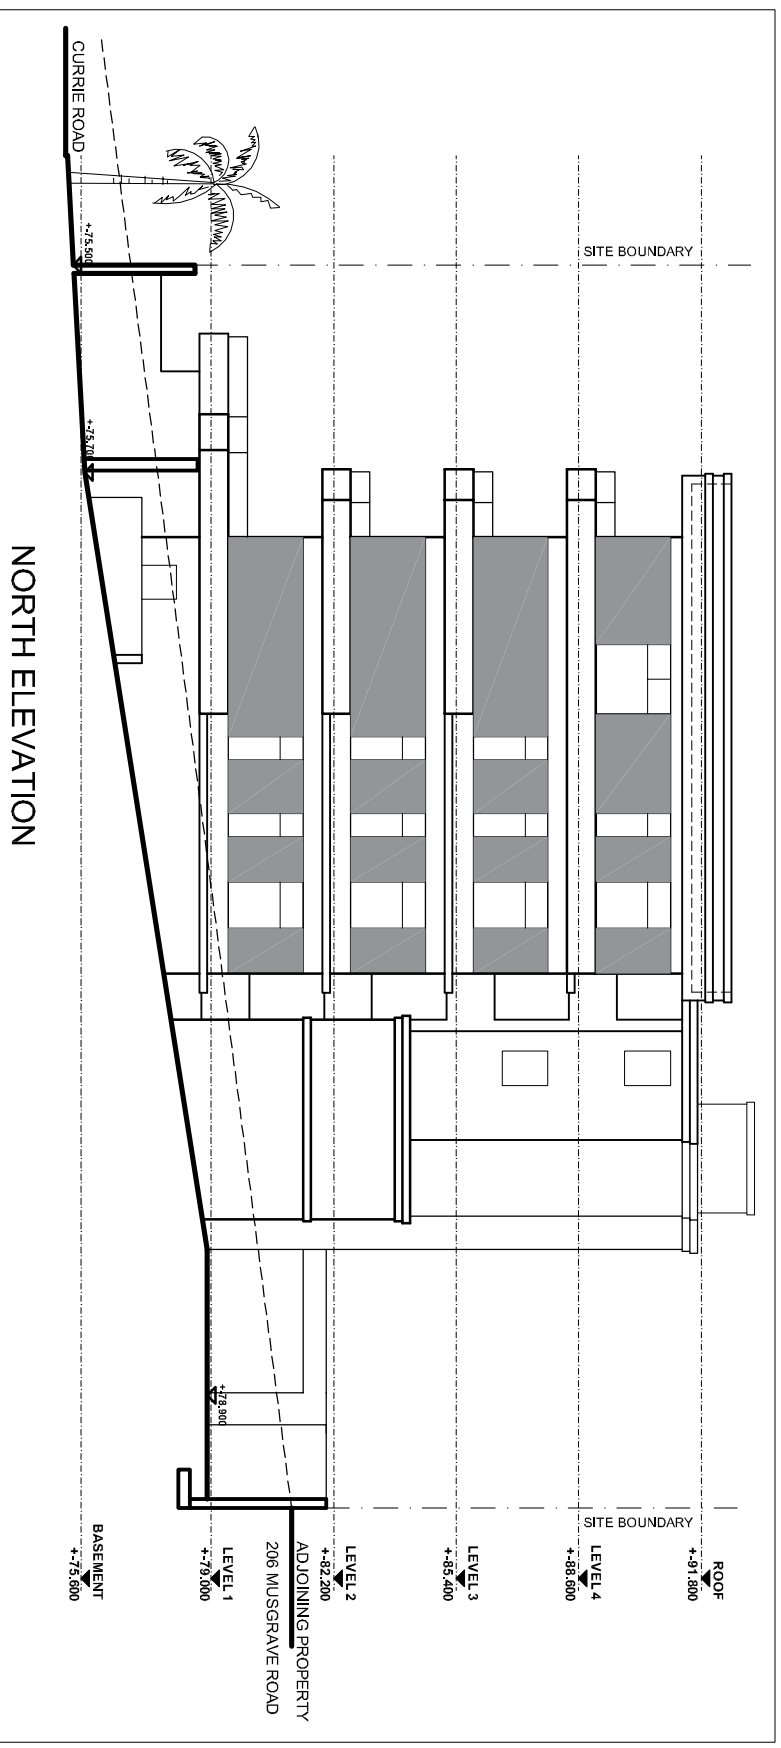 SITE BOUNDARY
SITE BOUNDARY
ROOF
+-91.800
LEVEL 4
+-88.600
LEVEL 3
+-85.400
LEVEL 2
+-82.200
LEVEL 1
+-79.000
BASEMENT
+-75.600
ADJOINING PROPERTY
206 MUSGRAVE ROAD
CURRIE ROAD
+-75.500
+-75.700
+-78.900
NORTH ELEVATION